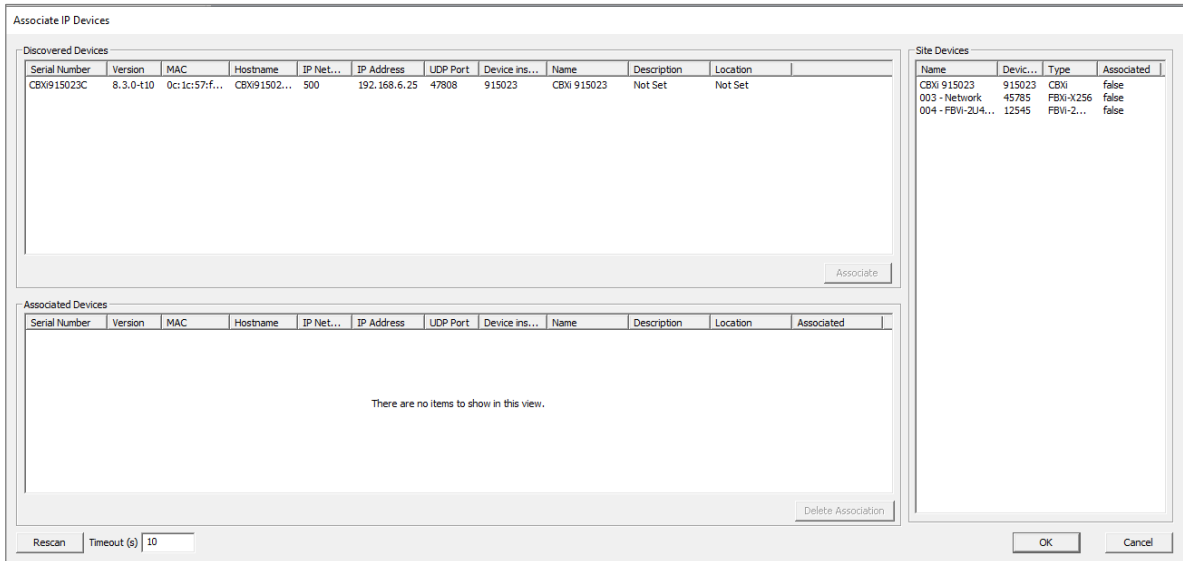 Associate IP Devices
Discovered Devices
Serial Number Version MAC Hostname IP Net... IP Address UDP Port Device ins... Name Description Location
CBXi915023C 8.3.0-t10 0c:1c:57:f... CBXi91502... 500 192.168.6.25 47808 915023 CBXi 915023 Not Set Not Set
Associate
Associated Devices
Serial Number Version MAC Hostname IP Net... IP Address UDP Port Device ins... Name Description Location Associated
There are no items to show in this view.
Delete Association
Site Devices
Name Devic... Type Associated
CBXi 915023 915023 CBXi false
003 - Network 45785 FBXi-X256 false
004 - FBVi-2U4... 12545 FBVi-2... false
Rescan Timeout (s) 10
OK Cancel